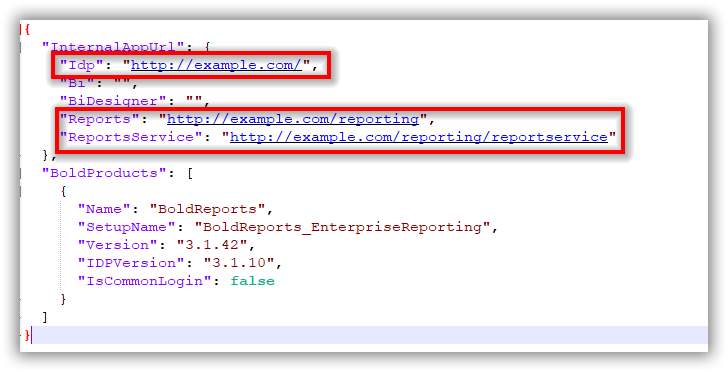 {
"InternalAppUrl": {
"Idp": "http://example.com/",
"Bi": "",
"BiDesigner": "",
"Reports": "http://example.com/reporting",
"ReportsService": "http://example.com/reporting/reportservice"
},
"BoldProducts": [
{
"Name": "BoldReports",
"SetupName": "BoldReports_EnterpriseReporting",
"Version": "3.1.42",
"IDPVersion": "3.1.10",
"IsCommonLogin": false
}
]
}